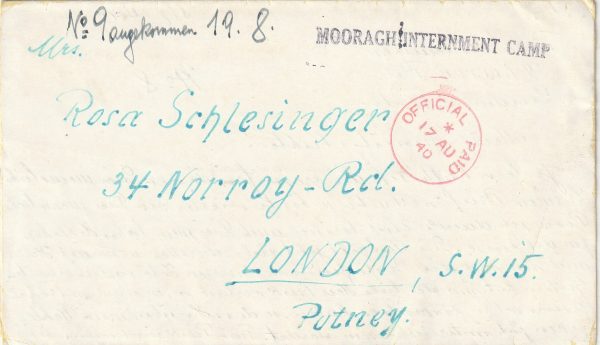 No 9 angekommen 19. 8.
MOORAGH INTERNMENT CAMP
Mrs.
Rosa Schlesinger
34 Norroy-Rd.
LONDON, S.W.15.
Putney.
OFFICIAL PAID
*
17 AU
40